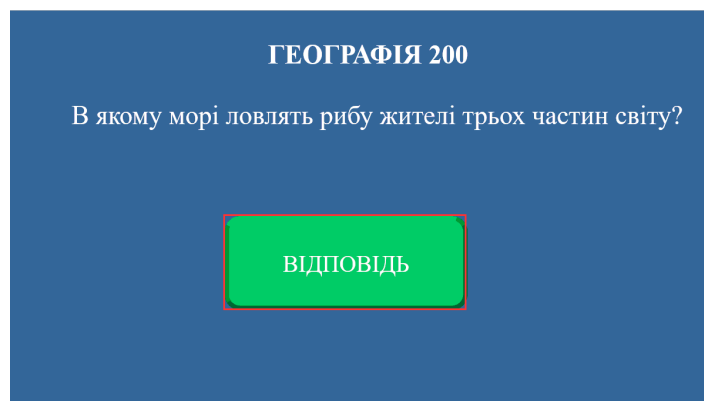 ГЕОГРАФІЯ 200
В якому морі ловлять рибу жителі трьох частин світу?
ВІДПОВІДЬ